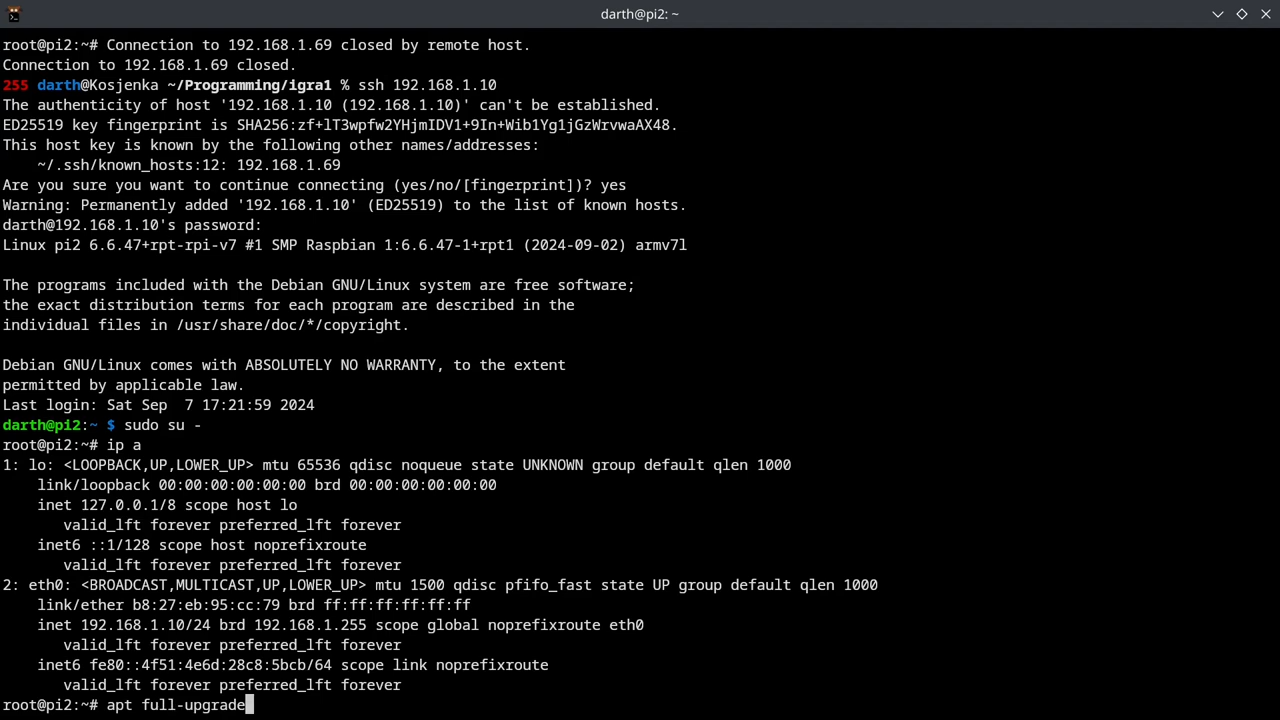 darth@pi2: ~
root@pi2:~# Connection to 192.168.1.69 closed by remote host.
Connection to 192.168.1.69 closed.
255 darth@Kosjenka ~/Programming/igra1 % ssh 192.168.1.10
The authenticity of host '192.168.1.10 (192.168.1.10)' can't be established.
ED25519 key fingerprint is SHA256:zf+lT3wpfw2YHjmIDV1+9In+Wib1Yg1jGzWrvwaAX48.
This host key is known by the following other names/addresses:
    ~/.ssh/known_hosts:12: 192.168.1.69
Are you sure you want to continue connecting (yes/no/[fingerprint])? yes
Warning: Permanently added '192.168.1.10' (ED25519) to the list of known hosts.
darth@192.168.1.10's password:
Linux pi2 6.6.47+rpt-rpi-v7 #1 SMP Raspbian 1:6.6.47-1+rpt1 (2024-09-02) armv7l
The programs included with the Debian GNU/Linux system are free software;
the exact distribution terms for each program are described in the
individual files in /usr/share/doc/*/copyright.
Debian GNU/Linux comes with ABSOLUTELY NO WARRANTY, to the extent
permitted by applicable law.
Last login: Sat Sep  7 17:21:59 2024
darth@pi2:~ $ sudo su -
root@pi2:~# ip a
1: lo: <LOOPBACK,UP,LOWER_UP> mtu 65536 qdisc noqueue state UNKNOWN group default qlen 1000
    link/loopback 00:00:00:00:00:00 brd 00:00:00:00:00:00
    inet 127.0.0.1/8 scope host lo
       valid_lft forever preferred_lft forever
    inet6 ::1/128 scope host noprefixroute
       valid_lft forever preferred_lft forever
2: eth0: <BROADCAST,MULTICAST,UP,LOWER_UP> mtu 1500 qdisc pfifo_fast state UP group default qlen 1000
    link/ether b8:27:eb:95:cc:79 brd ff:ff:ff:ff:ff:ff
    inet 192.168.1.10/24 brd 192.168.1.255 scope global noprefixroute eth0
       valid_lft forever preferred_lft forever
    inet6 fe80::4f51:4e6d:28c8:5bcb/64 scope link noprefixroute
       valid_lft forever preferred_lft forever
root@pi2:~# apt full-upgrade